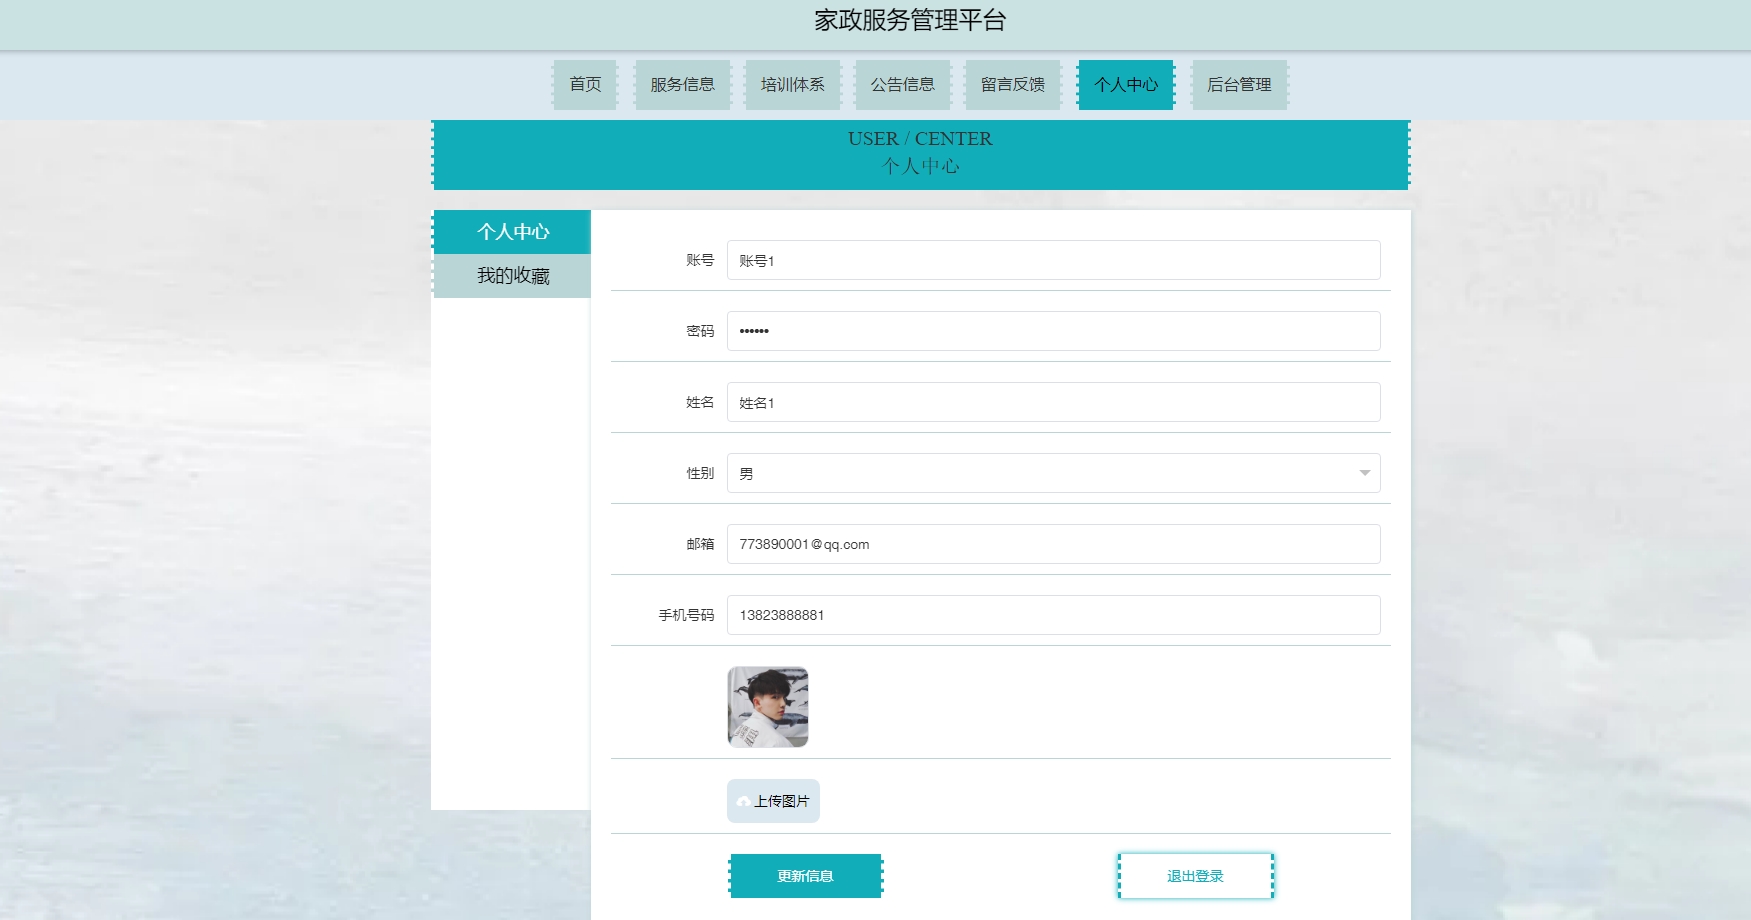 家政服务管理平台
首页 服务信息 培训体系 公告信息 留言反馈 个人中心 后台管理
USER / CENTER
个人中心
个人中心
我的收藏
账号 账号1
密码 ••••••
姓名 姓名1
性别 男
邮箱 773890001@qq.com
手机号码 13823888881
上传图片
更新信息 退出登录